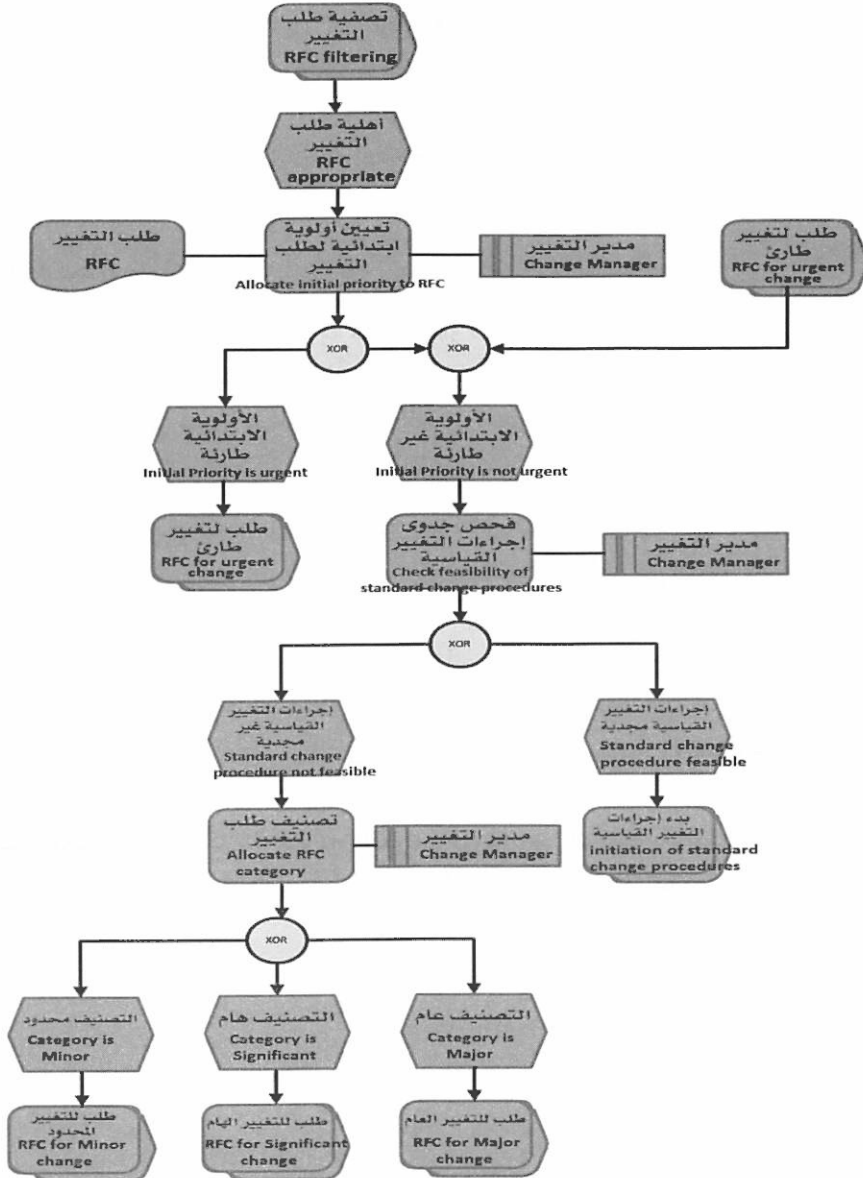 تصفية طلب
التغيير
RFC filtering
أهلية طلب
التغيير
RFC
appropriate
طلب التغيير
RFC
تعيين أولوية
ابتدائية لطلب
التغيير
Allocate initial priority to RFC
مدير التغيير
Change Manager
طلب لتغيير
طارئ
RFC for urgent
change
XOR
XOR
الأولوية
الابتدائية
طارئة
Initial Priority is urgent
الأولوية
الابتدائية غير
طارئة
Initial Priority is not urgent
طلب لتغيير
طارئ
RFC for urgent
change
فحص جدوى
إجراءات التغيير
القياسية
Check feasibility of
standard change procedures
مدير التغيير
Change Manager
XOR
إجراءات التغيير
القياسية غير
مجدية
Standard change
procedure not feasible
إجراءات التغيير
القياسية مجدية
Standard change
procedure feasible
تصنيف طلب
التغيير
Allocate RFC
category
مدير التغيير
Change Manager
بدء إجراءات
التغيير القياسية
initiation of standard
change procedures
XOR
التصنيف محدود
Category is
Minor
التصنيف هام
Category is
Significant
التصنيف عام
Category is
Major
طلب للتغيير
المحدود
RFC for Minor
change
طلب للتغيير الهام
RFC for Significant
change
طلب للتغيير العام
RFC for Major
change